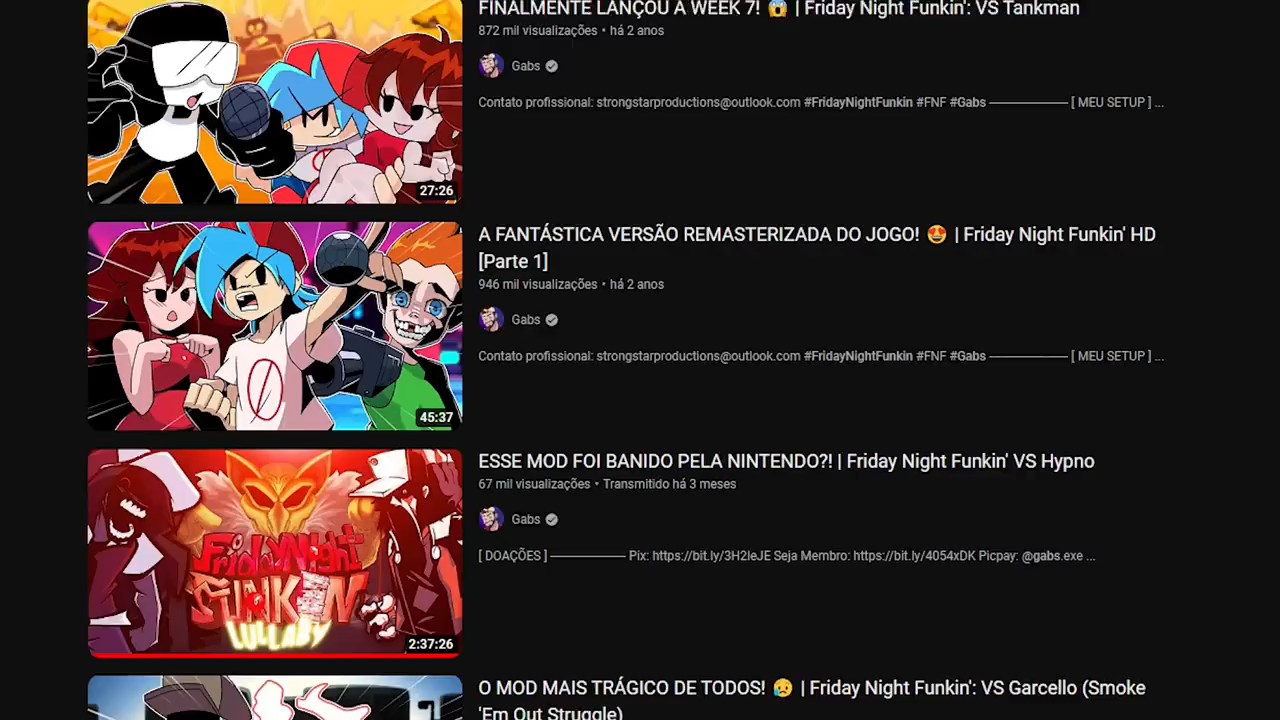 FINALMENTE LANÇOU A WEEK 7! 😱 | Friday Night Funkin': VS Tankman
872 mil visualizações • há 2 anos
Gabs
Contato profissional: strongstarproductions@outlook.com #FridayNightFunkin #FNF #Gabs —————— [ MEU SETUP ] ...
27:26
A FANTÁSTICA VERSÃO REMASTERIZADA DO JOGO! 😍 | Friday Night Funkin' HD
[Parte 1]
946 mil visualizações • há 2 anos
Gabs
Contato profissional: strongstarproductions@outlook.com #FridayNightFunkin #FNF #Gabs —————— [ MEU SETUP ] ...
45:37
ESSE MOD FOI BANIDO PELA NINTENDO?! | Friday Night Funkin' VS Hypno
67 mil visualizações • Transmitido há 3 meses
Gabs
[ DOAÇÕES ] —————— Pix: https://bit.ly/3H2leJE Seja Membro: https://bit.ly/4054xDK Picpay: @gabs.exe ...
Friday Night
Funkin
Lullaby
2:37:26
O MOD MAIS TRÁGICO DE TODOS! 😥 | Friday Night Funkin': VS Garcello (Smoke
'Em Out Struggle)